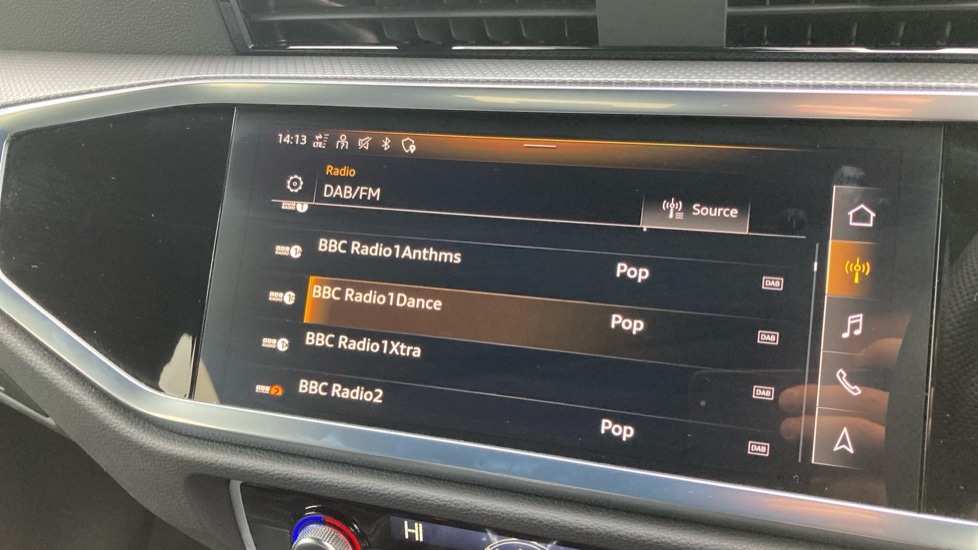 14:13 LTE
Radio
DAB/FM
Source
BBC Radio1Anthms
Pop
DAB
BBC Radio1Dance
Pop
DAB
BBC Radio1Xtra
DAB
BBC Radio2
Pop
DAB
HI